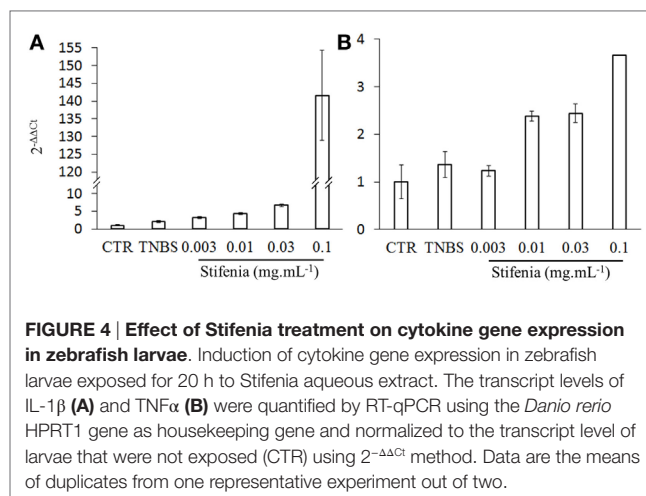 A
B
2-ΔΔCt
155
150
145
140
135
130
125
120
10
5
0
CTR TNBS 0.003 0.01 0.03 0.1
Stifenia (mg.mL-1)
4
3
2
1
0
CTR TNBS 0.003 0.01 0.03 0.1
Stifenia (mg.mL-1)
FIGURE 4 | Effect of Stifenia treatment on cytokine gene expression
in zebrafish larvae. Induction of cytokine gene expression in zebrafish
larvae exposed for 20 h to Stifenia aqueous extract. The transcript levels of
IL-1β (A) and TNFα (B) were quantified by RT-qPCR using the Danio rerio
HPRT1 gene as housekeeping gene and normalized to the transcript level of
larvae that were not exposed (CTR) using 2−ΔΔCt method. Data are the means
of duplicates from one representative experiment out of two.